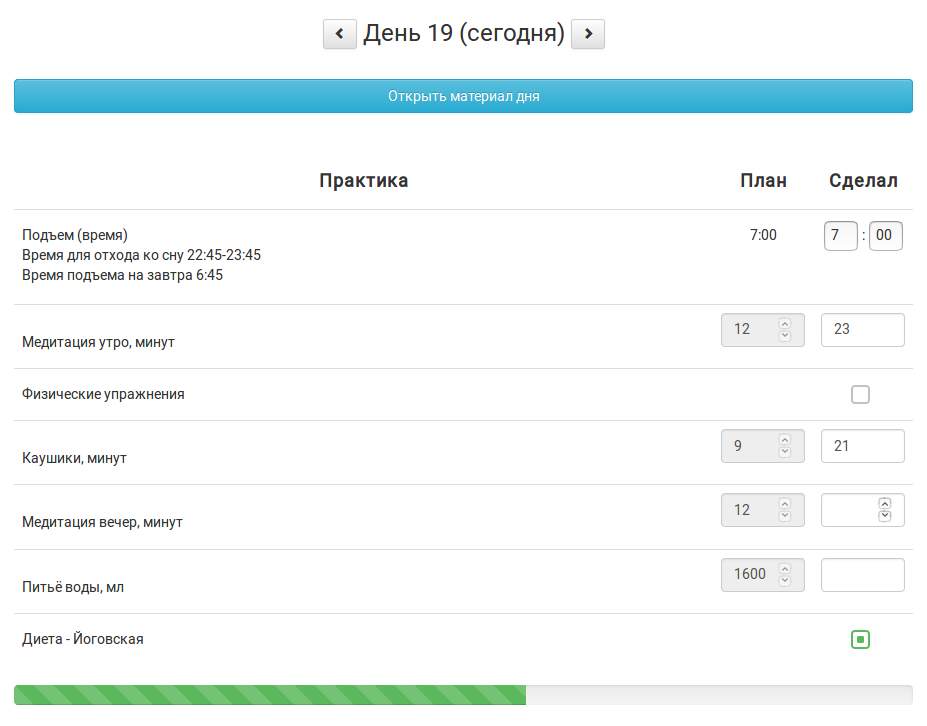 День 19 (сегодня)
Открыть материал дня
Практика План Сделал
Подъем (время) 7:00 7 : 00
Время для отхода ко сну 22:45-23:45
Время подъема на завтра 6:45
Медитация утро, минут 12 23
Физические упражнения
Каушики, минут 9 21
Медитация вечер, минут 12
Питьё воды, мл 1600
Диета - Йоговская